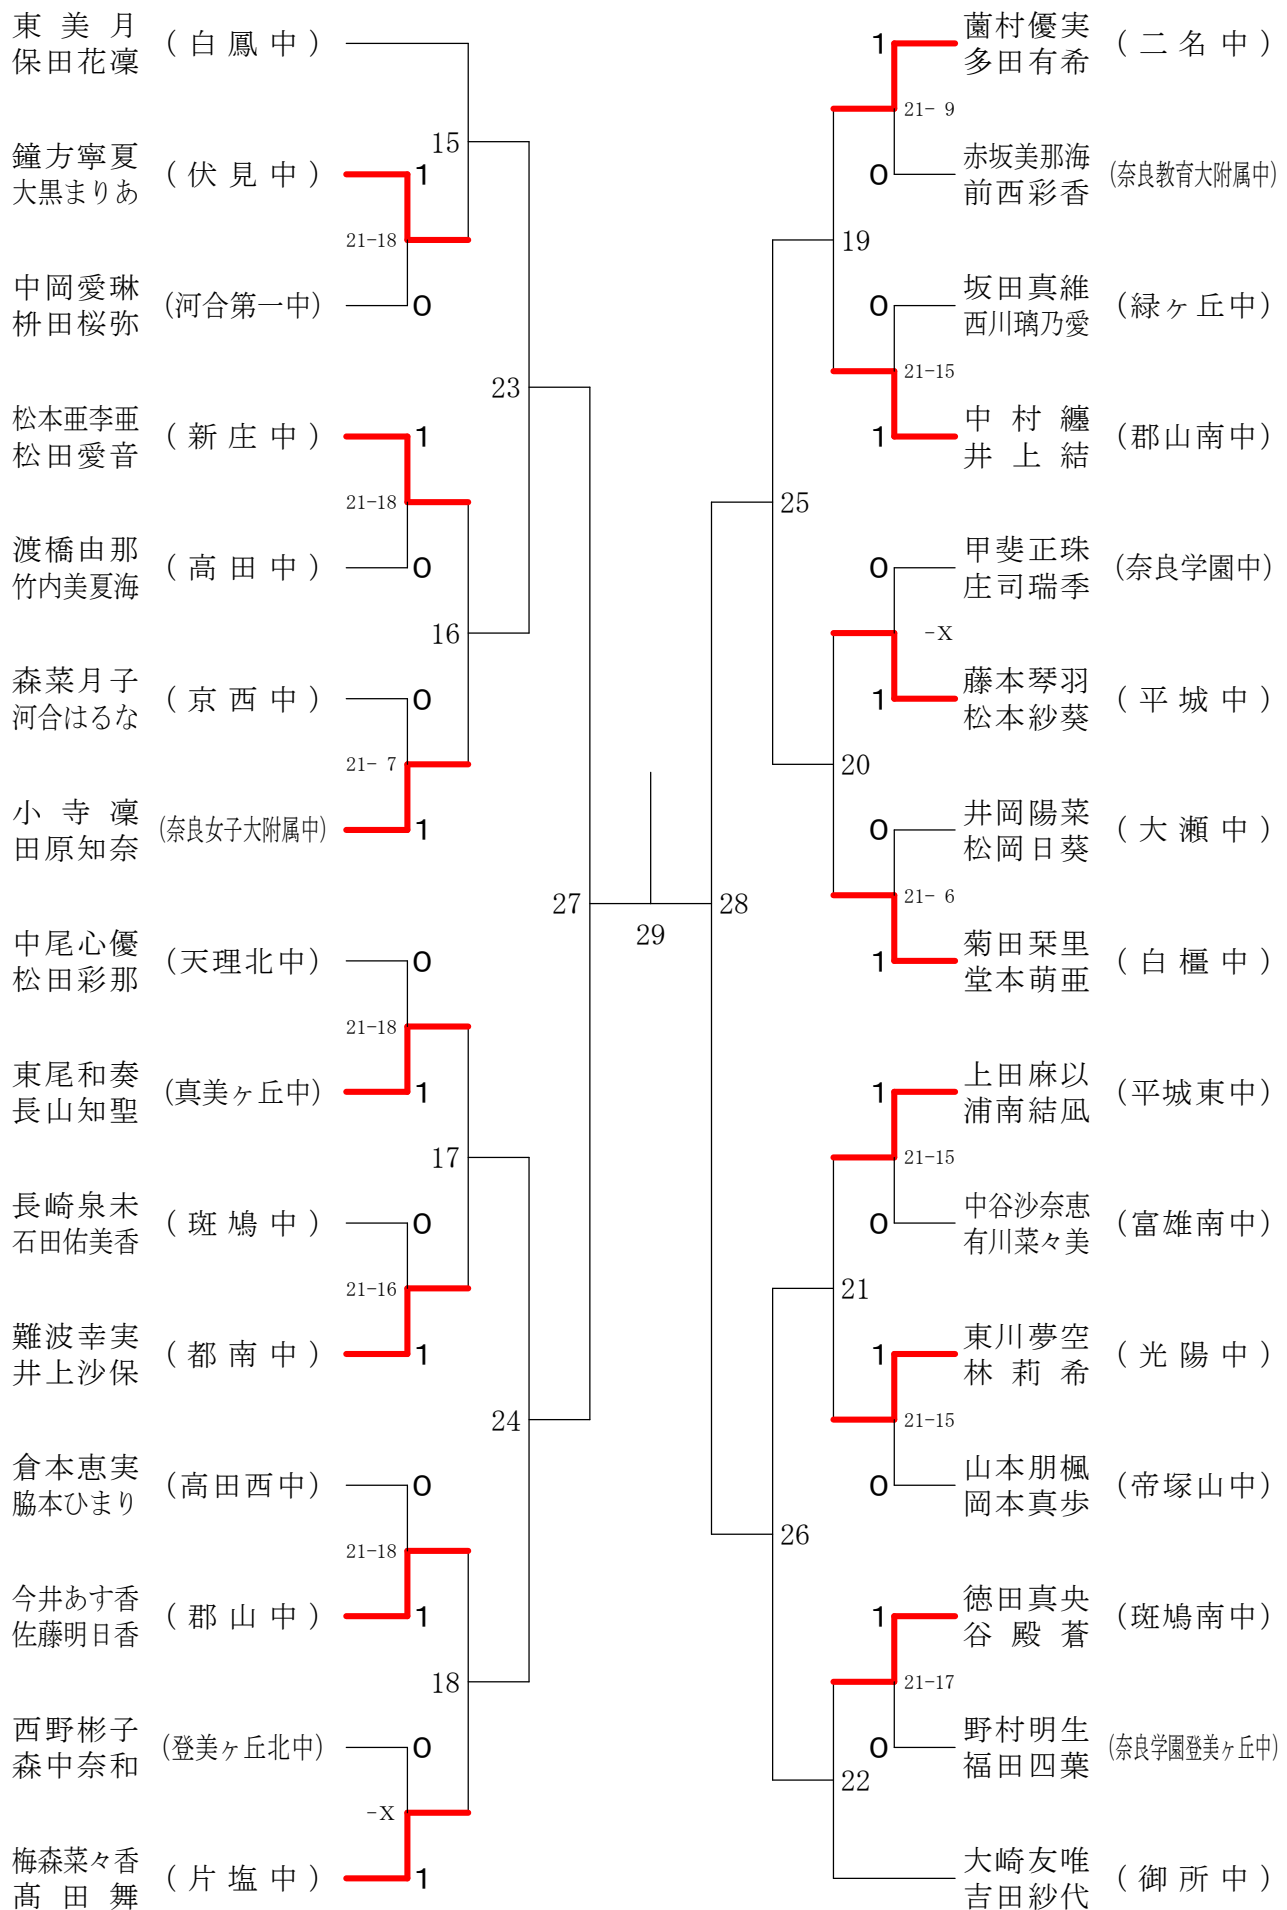 東美月
保田花凜
(白鳳中)
15
鐘方寧夏
大黒まりあ
(伏見中)
1
21-18
中岡愛琳
枡田桜弥
(河合第一中)
0
23
松本亜李亜
松田愛音
(新庄中)
1
21-18
渡橋由那
竹内美夏海
(高田中)
0
16
森菜月子
河合はるな
(京西中)
0
21- 7
小寺凜
田原知奈
(奈良女子大附属中)
1
27
29
28
中尾心優
松田彩那
(天理北中)
0
21-18
東尾和奏
長山知聖
(真美ヶ丘中)
1
17
長崎泉未
石田佑美香
(斑鳩中)
0
21-16
難波幸実
井上沙保
(都南中)
1
24
倉本恵実
脇本ひまり
(高田西中)
0
21-18
今井あす香
佐藤明日香
(郡山中)
1
18
西野彬子
森中奈和
(登美ヶ丘北中)
0
-X
梅森菜々香
髙田舞
(片塩中)
1
1
薗村優実
多田有希
(二名中)
21- 9
0
赤坂美那海
前西彩香
(奈良教育大附属中)
19
0
坂田真維
西川璃乃愛
(緑ヶ丘中)
21-15
1
中村纏
井上結
(郡山南中)
25
0
甲斐正珠
庄司瑞季
(奈良学園中)
-X
1
藤本琴羽
松本紗葵
(平城中)
20
0
井岡陽菜
松岡日葵
(大瀬中)
21- 6
1
菊田栞里
堂本萌亜
(白橿中)
1
上田麻以
浦南結凪
(平城東中)
21-15
0
中谷沙奈恵
有川菜々美
(富雄南中)
21
1
東川夢空
林莉希
(光陽中)
21-15
0
山本朋楓
岡本真歩
(帝塚山中)
26
1
徳田真央
谷殿蒼
(斑鳩南中)
21-17
0
野村明生
福田四葉
(奈良学園登美ヶ丘中)
22
大崎友唯
吉田紗代
(御所中)